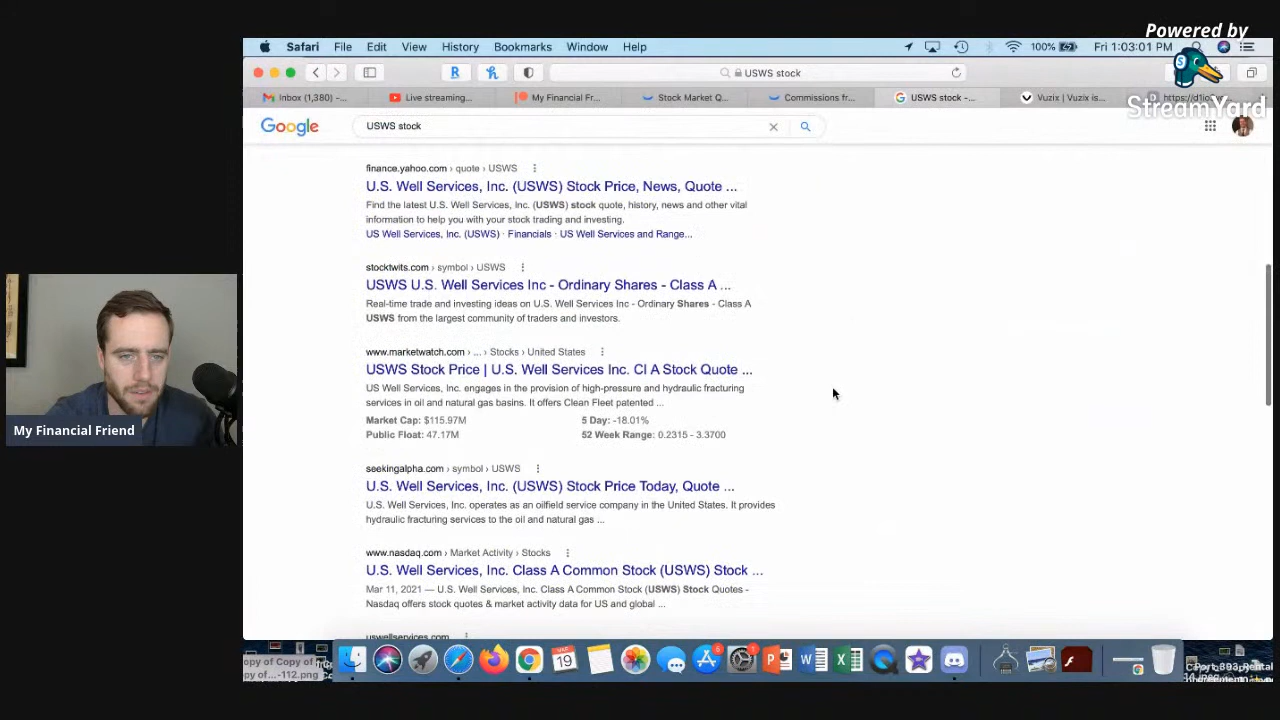 Powered by
StreamYard
Safari File Edit View History Bookmarks Window Help
100% Fri 1:03:01 PM
USWS stock
Inbox (1,380) –... Live streaming... My Financial Fr... Stock Market Q... Commissions fr... USWS stock -... Vuzix | Vuzix is...
Google USWS stock
finance.yahoo.com › quote › USWS
U.S. Well Services, Inc. (USWS) Stock Price, News, Quote ...
Find the latest U.S. Well Services, Inc. (USWS) stock quote, history, news and other vital
information to help you with your stock trading and investing.
US Well Services, Inc. (USWS) · Financials · US Well Services and Range...
stocktwits.com › symbol › USWS
USWS U.S. Well Services Inc - Ordinary Shares - Class A ...
Real-time trade and investing ideas on U.S. Well Services Inc - Ordinary Shares - Class A
USWS from the largest community of traders and investors.
www.marketwatch.com › ... › Stocks › United States
USWS Stock Price | U.S. Well Services Inc. Cl A Stock Quote ...
US Well Services, Inc. engages in the provision of high-pressure and hydraulic fracturing
services in oil and natural gas basins. It offers Clean Fleet patented ...
Market Cap: $115.97M 5 Day: -18.01%
Public Float: 47.17M 52 Week Range: 0.2315 - 3.3700
My Financial Friend
seekingalpha.com › symbol › USWS
U.S. Well Services, Inc. (USWS) Stock Price Today, Quote ...
U.S. Well Services, Inc. operates as an oilfield service company in the United States. It provides
hydraulic fracturing services to the oil and natural gas ...
www.nasdaq.com › Market Activity › Stocks
U.S. Well Services, Inc. Class A Common Stock (USWS) Stock ...
Mar 11, 2021 — U.S. Well Services, Inc. Class A Common Stock (USWS) Stock Quotes -
Nasdaq offers stock quotes & market activity data for US and global ...
uswellservices.com
19
opy of Copy of
py of...-112.png